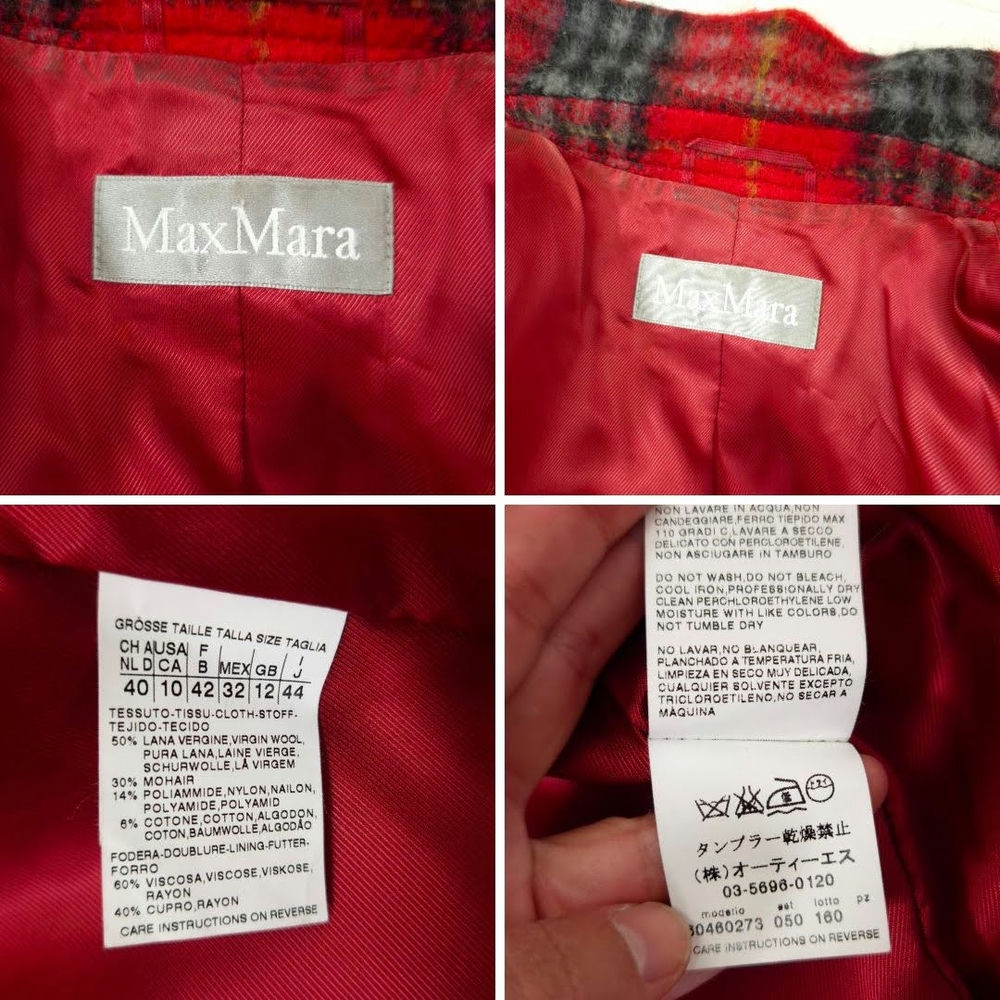 MaxMara
MaxMara
GRÖSSE TAILLE TALLA SIZE TAGLIA
CH A USA F I
NL D CA B MEX GB J
40 10 42 32 12 44
TESSUTO-TISSU-CLOTH-STOFF-
TEJIDO-TECIDO
50% LANA VERGINE,VIRGIN WOOL,
PURA LANA,LAINE VIERGE,
SCHURWOLLE,LÃ VIRGEM
30% MOHAIR
14% POLIAMMIDE,NYLON,NAILON,
POLYAMIDE,POLYAMID
6% COTONE,COTTON,ALGODON,
COTON,BAUMWOLLE,ALGODÃO
FODERA-DOUBLURE-LINING-FUTTER-
FORRO
60% VISCOSA,VISCOSE,VISKOSE,
RAYON
40% CUPRO,RAYON
CARE INSTRUCTIONS ON REVERSE
NON LAVARE IN ACQUA,NON
CANDEGGIARE,FERRO TIEPIDO MAX
110 GRADI C,LAVARE A SECCO
DELICATO CON PERCLOROETILENE,
NON ASCIUGARE IN TAMBURO
DO NOT WASH,DO NOT BLEACH,
COOL IRON,PROFESSIONALLY DRY
CLEAN PERCHLOROETHYLENE LOW
MOISTURE WITH LIKE COLORS,DO
NOT TUMBLE DRY
NO LAVAR,NO BLANQUEAR,
PLANCHADO A TEMPERATURA FRIA,
LIMPIEZA EN SECO MUY DELICADA,
CUALQUIER SOLVENTE EXCEPTO
TRICLOROETILENO,NO SECAR A
MÁQUINA
タンブラー乾燥禁止
(株)オーティーエス
03-5696-0120
modello set lotto pz
60460273 050 160
CARE INSTRUCTIONS ON REVERSE